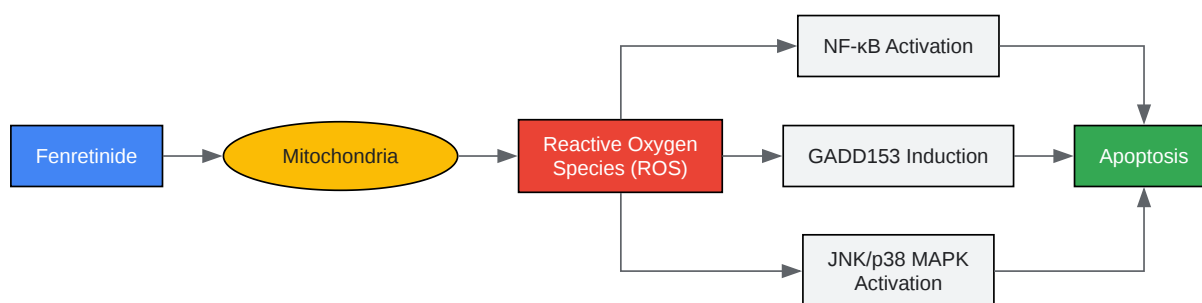 Fenretinide
Mitochondria
Reactive Oxygen
Species (ROS)
NF-κB Activation
GADD153 Induction
JNK/p38 MAPK
Activation
Apoptosis